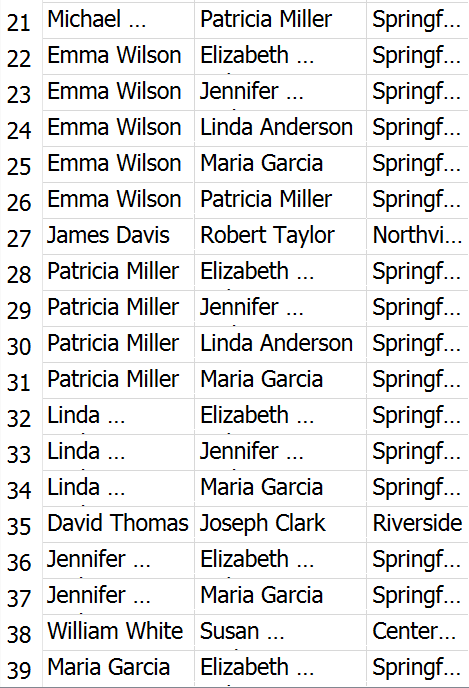 21 Michael ... Patricia Miller Springf...
22 Emma Wilson Elizabeth ... Springf...
23 Emma Wilson Jennifer ... Springf...
24 Emma Wilson Linda Anderson Springf...
25 Emma Wilson Maria Garcia Springf...
26 Emma Wilson Patricia Miller Springf...
27 James Davis Robert Taylor Northvi...
28 Patricia Miller Elizabeth ... Springf...
29 Patricia Miller Jennifer ... Springf...
30 Patricia Miller Linda Anderson Springf...
31 Patricia Miller Maria Garcia Springf...
32 Linda ... Elizabeth ... Springf...
33 Linda ... Jennifer ... Springf...
34 Linda ... Maria Garcia Springf...
35 David Thomas Joseph Clark Riverside
36 Jennifer ... Elizabeth ... Springf...
37 Jennifer ... Maria Garcia Springf...
38 William White Susan ... Center...
39 Maria Garcia Elizabeth ... Springf...